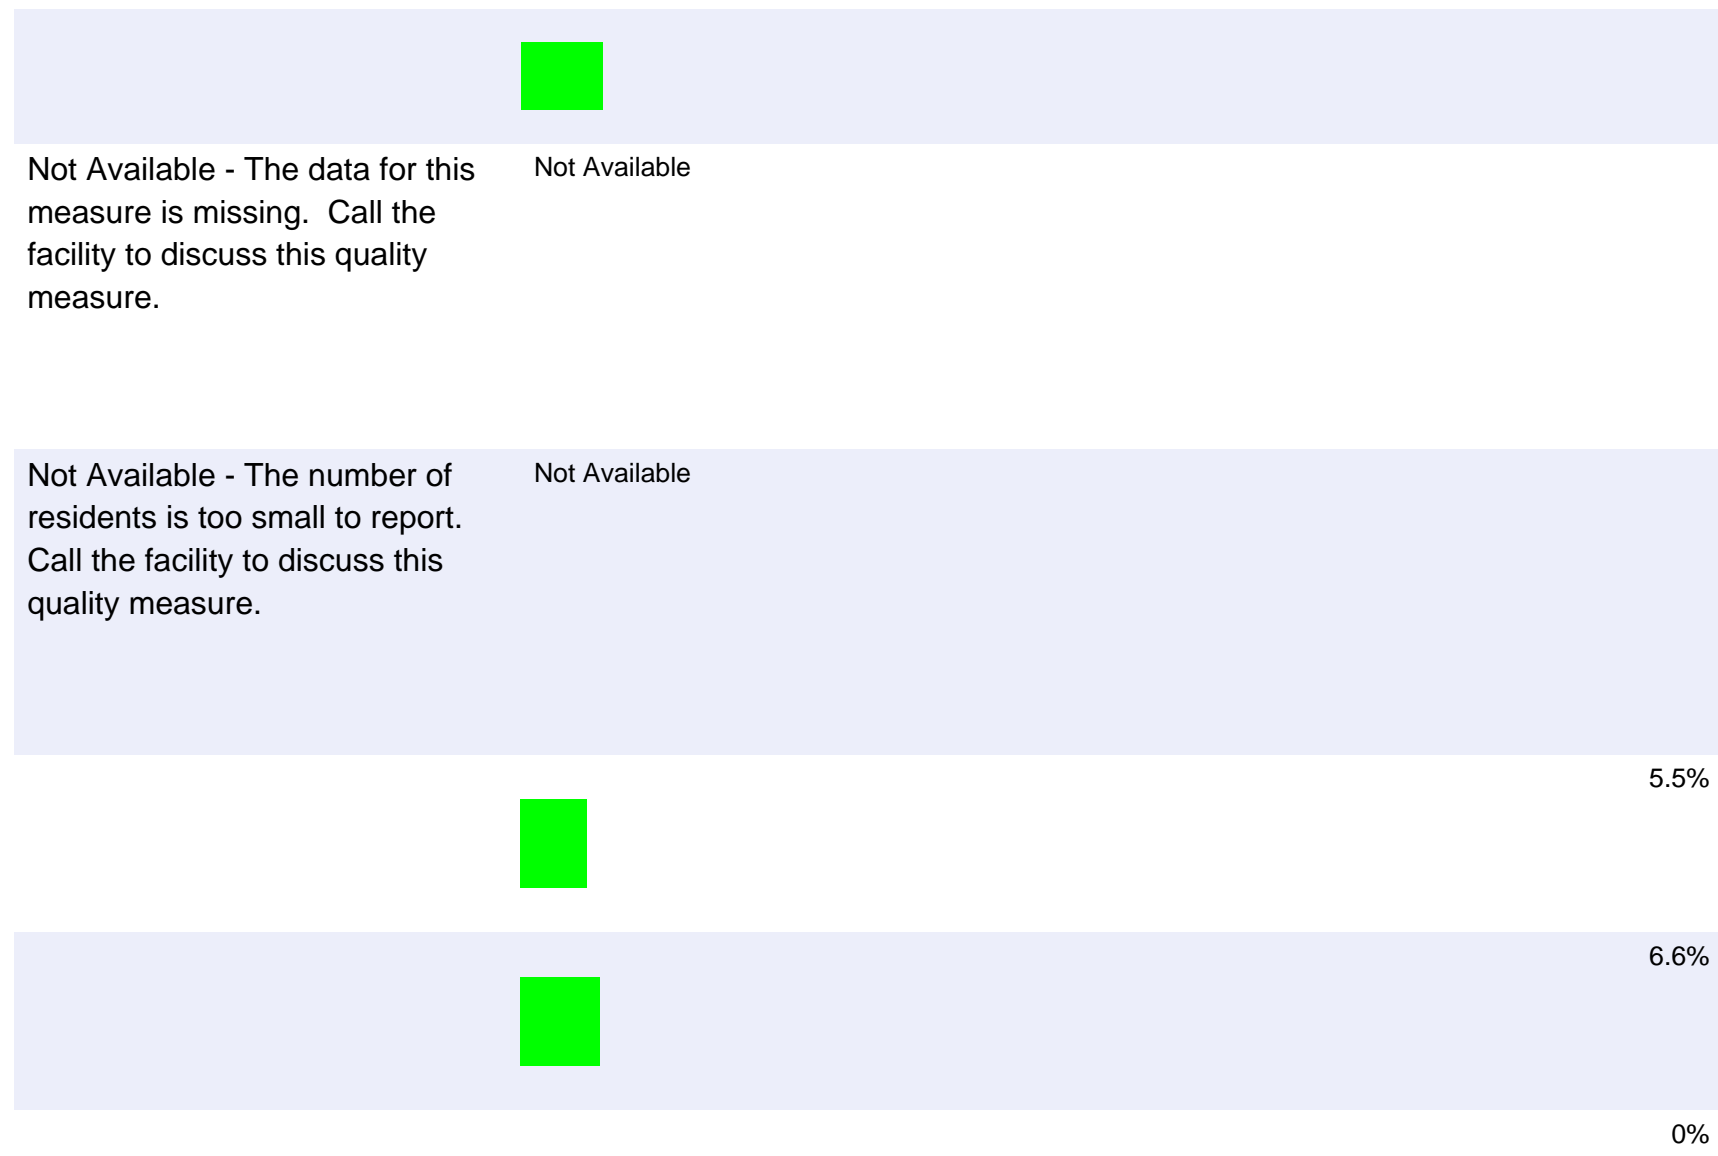 Not Available - The data for this
measure is missing.  Call the
facility to discuss this quality
measure.
Not Available
Not Available - The number of
residents is too small to report.
Call the facility to discuss this
quality measure.
Not Available
5.5%
6.6%
0%